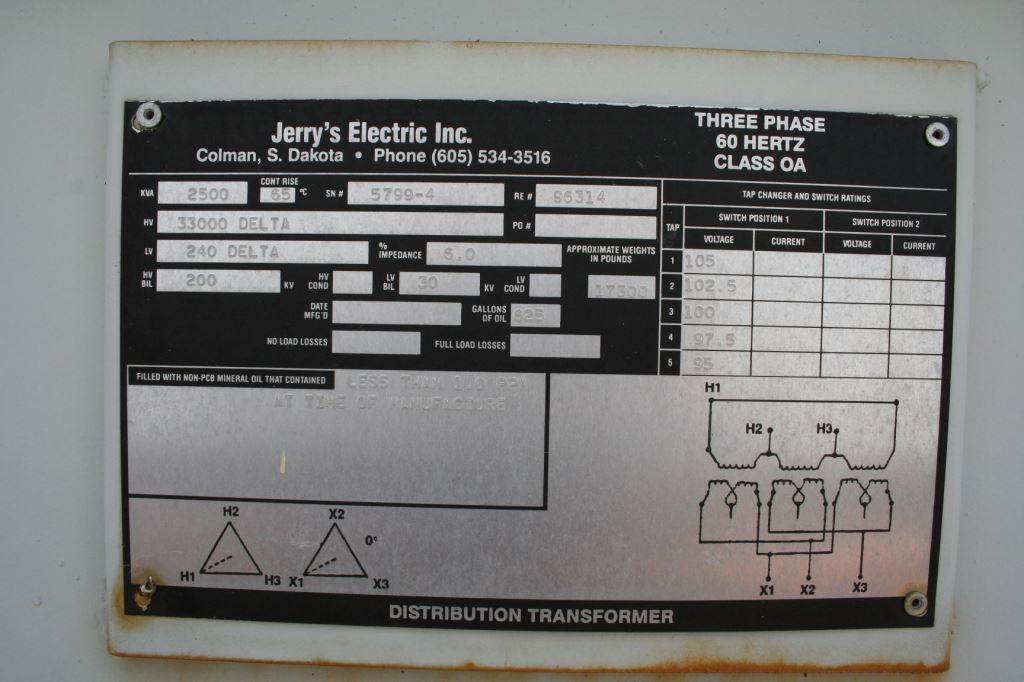 Jerry's Electric Inc.
Colman, S. Dakota • Phone (605) 534-3516
THREE PHASE
60 HERTZ
CLASS OA
KVA 2500 CONT RISE 65 °C SN # 5799-4 RE # 96314
HV 33000 DELTA PO #
LV 240 DELTA % IMPEDANCE 6.0 APPROXIMATE WEIGHTS IN POUNDS
HV BIL 200 KV HV COND LV BIL 30 KV LV COND 17300
DATE MFG'D GALLONS OF OIL 625
NO LOAD LOSSES FULL LOAD LOSSES
TAP CHANGER AND SWITCH RATINGS
TAP SWITCH POSITION 1 SWITCH POSITION 2
VOLTAGE CURRENT VOLTAGE CURRENT
1 105
2 102.5
3 100
4 97.5
5 95
FILLED WITH NON-PCB MINERAL OIL THAT CONTAINED LESS THAN 1.0 PPM
AT TIME OF MANUFACTURE
H1
H2 H3
H2 X2
0°
H1 H3 X1 X3
X1 X2 X3
DISTRIBUTION TRANSFORMER